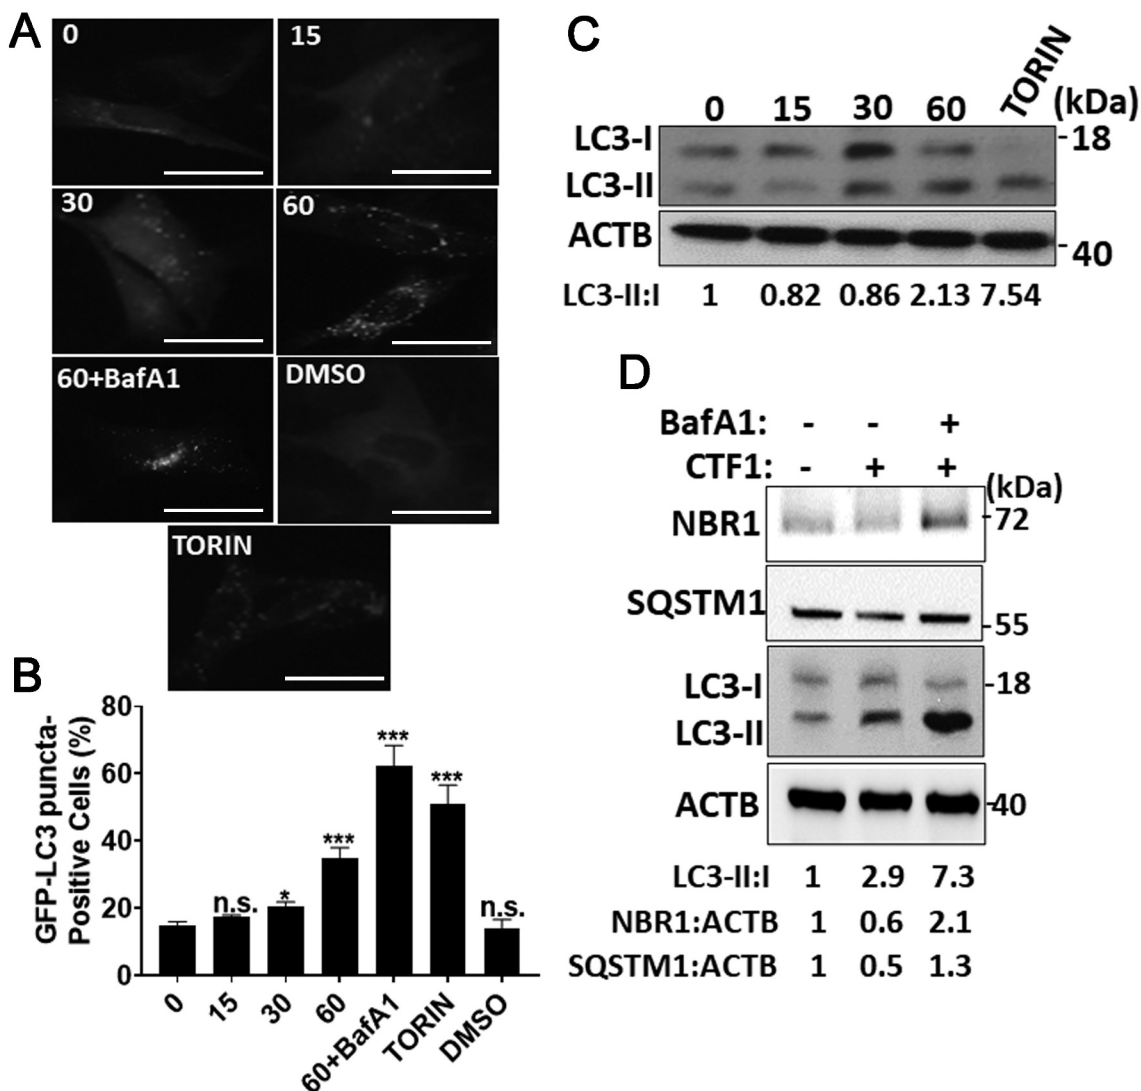 A
0
15
30
60
60+BafA1
DMSO
TORIN
B
GFP-LC3 puncta-
Positive Cells (%)
80
60
40
20
0
n.s.
*
***
***
***
n.s.
0
15
30
60
60+BafA1
TORIN
DMSO
C
0 15 30 60 TORIN (kDa)
LC3-I
-18
LC3-II
ACTB
-40
LC3-II:I 1 0.82 0.86 2.13 7.54
D
BafA1: - - +
CTF1: - + +
(kDa)
NBR1
-72
SQSTM1
-55
LC3-I
-18
LC3-II
ACTB
-40
LC3-II:I 1 2.9 7.3
NBR1:ACTB 1 0.6 2.1
SQSTM1:ACTB 1 0.5 1.3